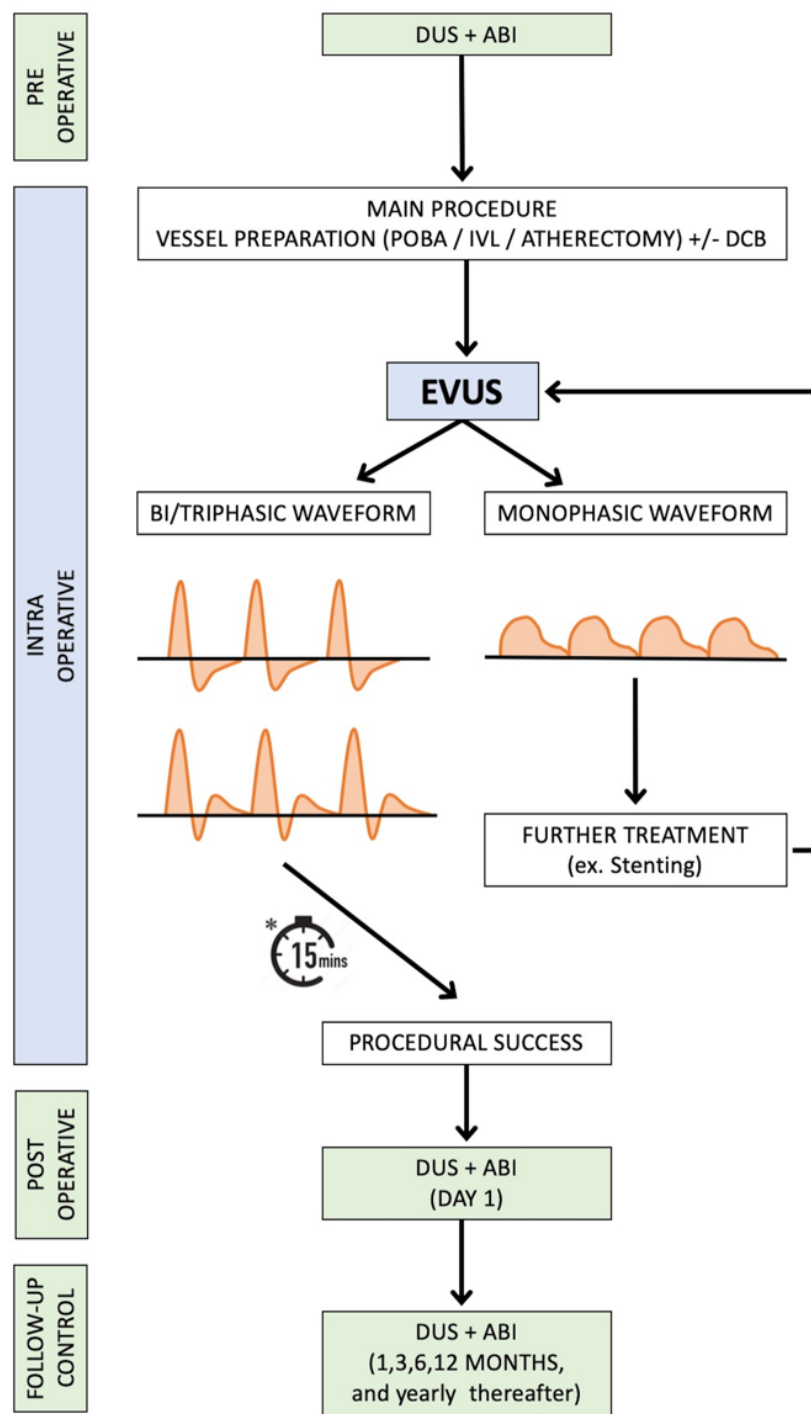 PRE
OPERATIVE
DUS + ABI
INTRA
OPERATIVE
MAIN PROCEDURE
VESSEL PREPARATION (POBA / IVL / ATHERECTOMY) +/- DCB
EVUS
BI/TRIPHASIC WAVEFORM
MONOPHASIC WAVEFORM
FURTHER TREATMENT
(ex. Stenting)
*
15 mins
PROCEDURAL SUCCESS
POST
OPERATIVE
DUS + ABI
(DAY 1)
FOLLOW-UP
CONTROL
DUS + ABI
(1,3,6,12 MONTHS,
and yearly thereafter)